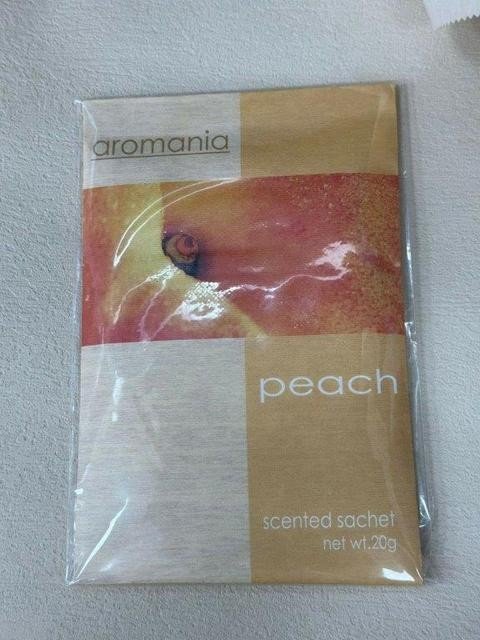 aromania
peach
scented sachet
net wt.20g